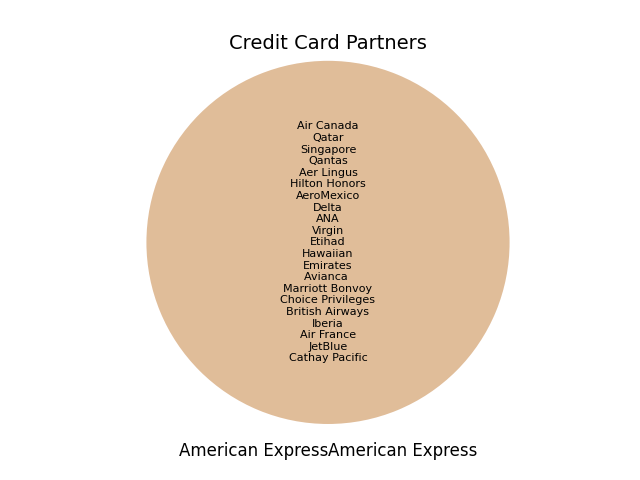 Credit Card Partners
Air Canada
Qatar
Singapore
Qantas
Aer Lingus
Hilton Honors
AeroMexico
Delta
ANA
Virgin
Etihad
Hawaiian
Emirates
Avianca
Marriott Bonvoy
Choice Privileges
British Airways
Iberia
Air France
JetBlue
Cathay Pacific
American ExpressAmerican Express